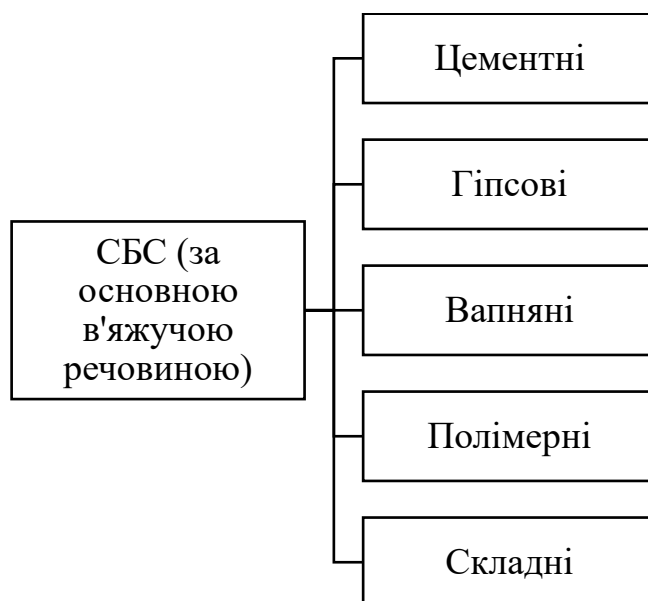 Цементні
Гіпсові
СБС (за
основною
в'яжучою
речовиною)
Вапняні
Полімерні
Складні